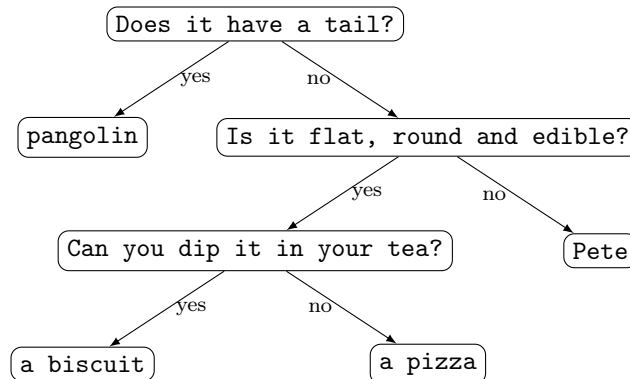 Does it have a tail?
yes
no
pangolin
Is it flat, round and edible?
yes
no
Can you dip it in your tea?
Pete
yes
no
a biscuit
a pizza